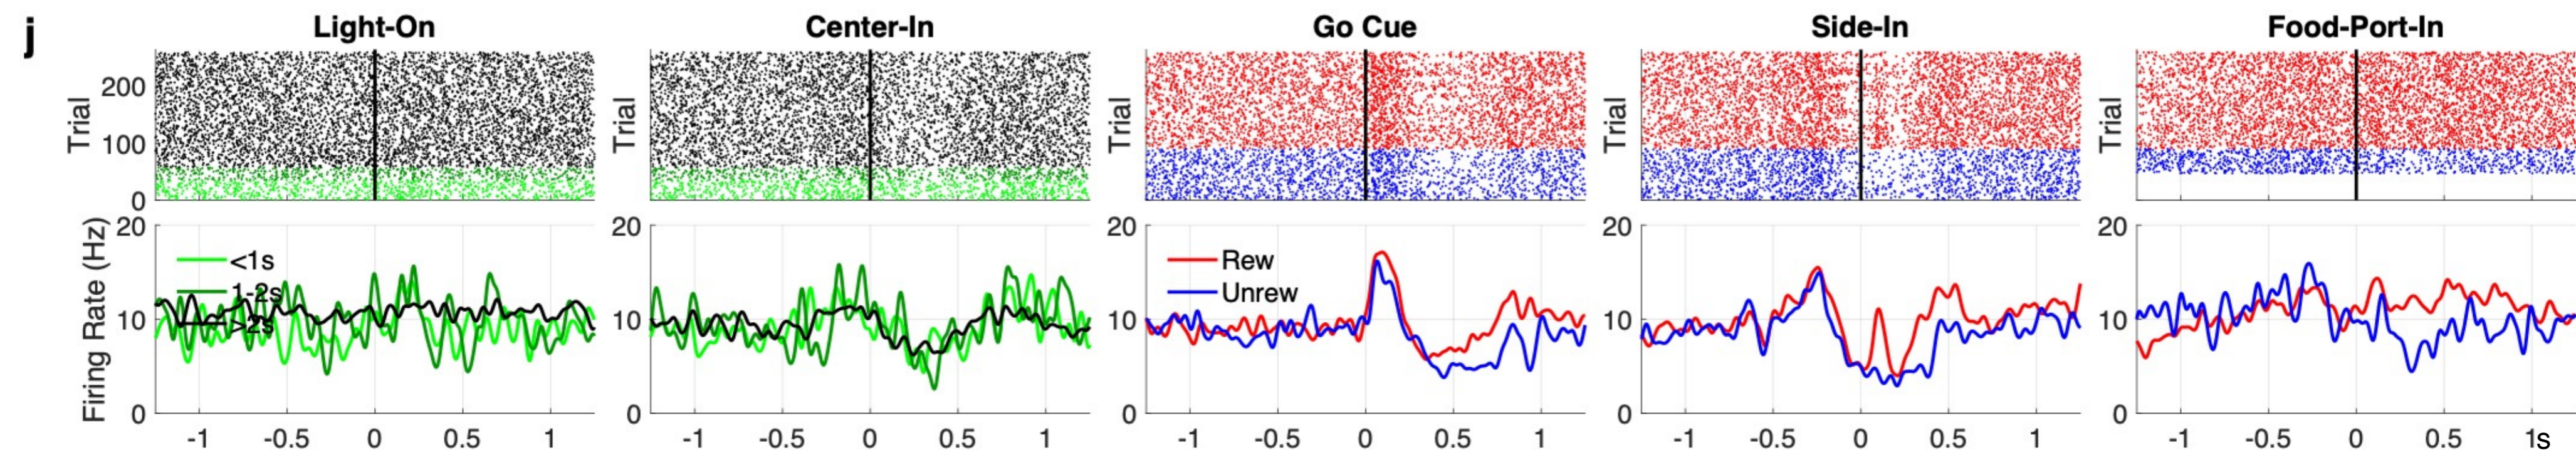 j
Light-On
Center-In
Go Cue
Side-In
Food-Port-In
Trial
200
100
0
Trial
Trial
Trial
Trial
Firing Rate (Hz)
20
10
0
<1s
1-2s
>2s
-1 -0.5 0 0.5 1
20
10
0
-1 -0.5 0 0.5 1
20
10
0
Rew
Unrew
-1 -0.5 0 0.5 1
20
10
0
-1 -0.5 0 0.5 1
20
10
0
-1 -0.5 0 0.5 1s